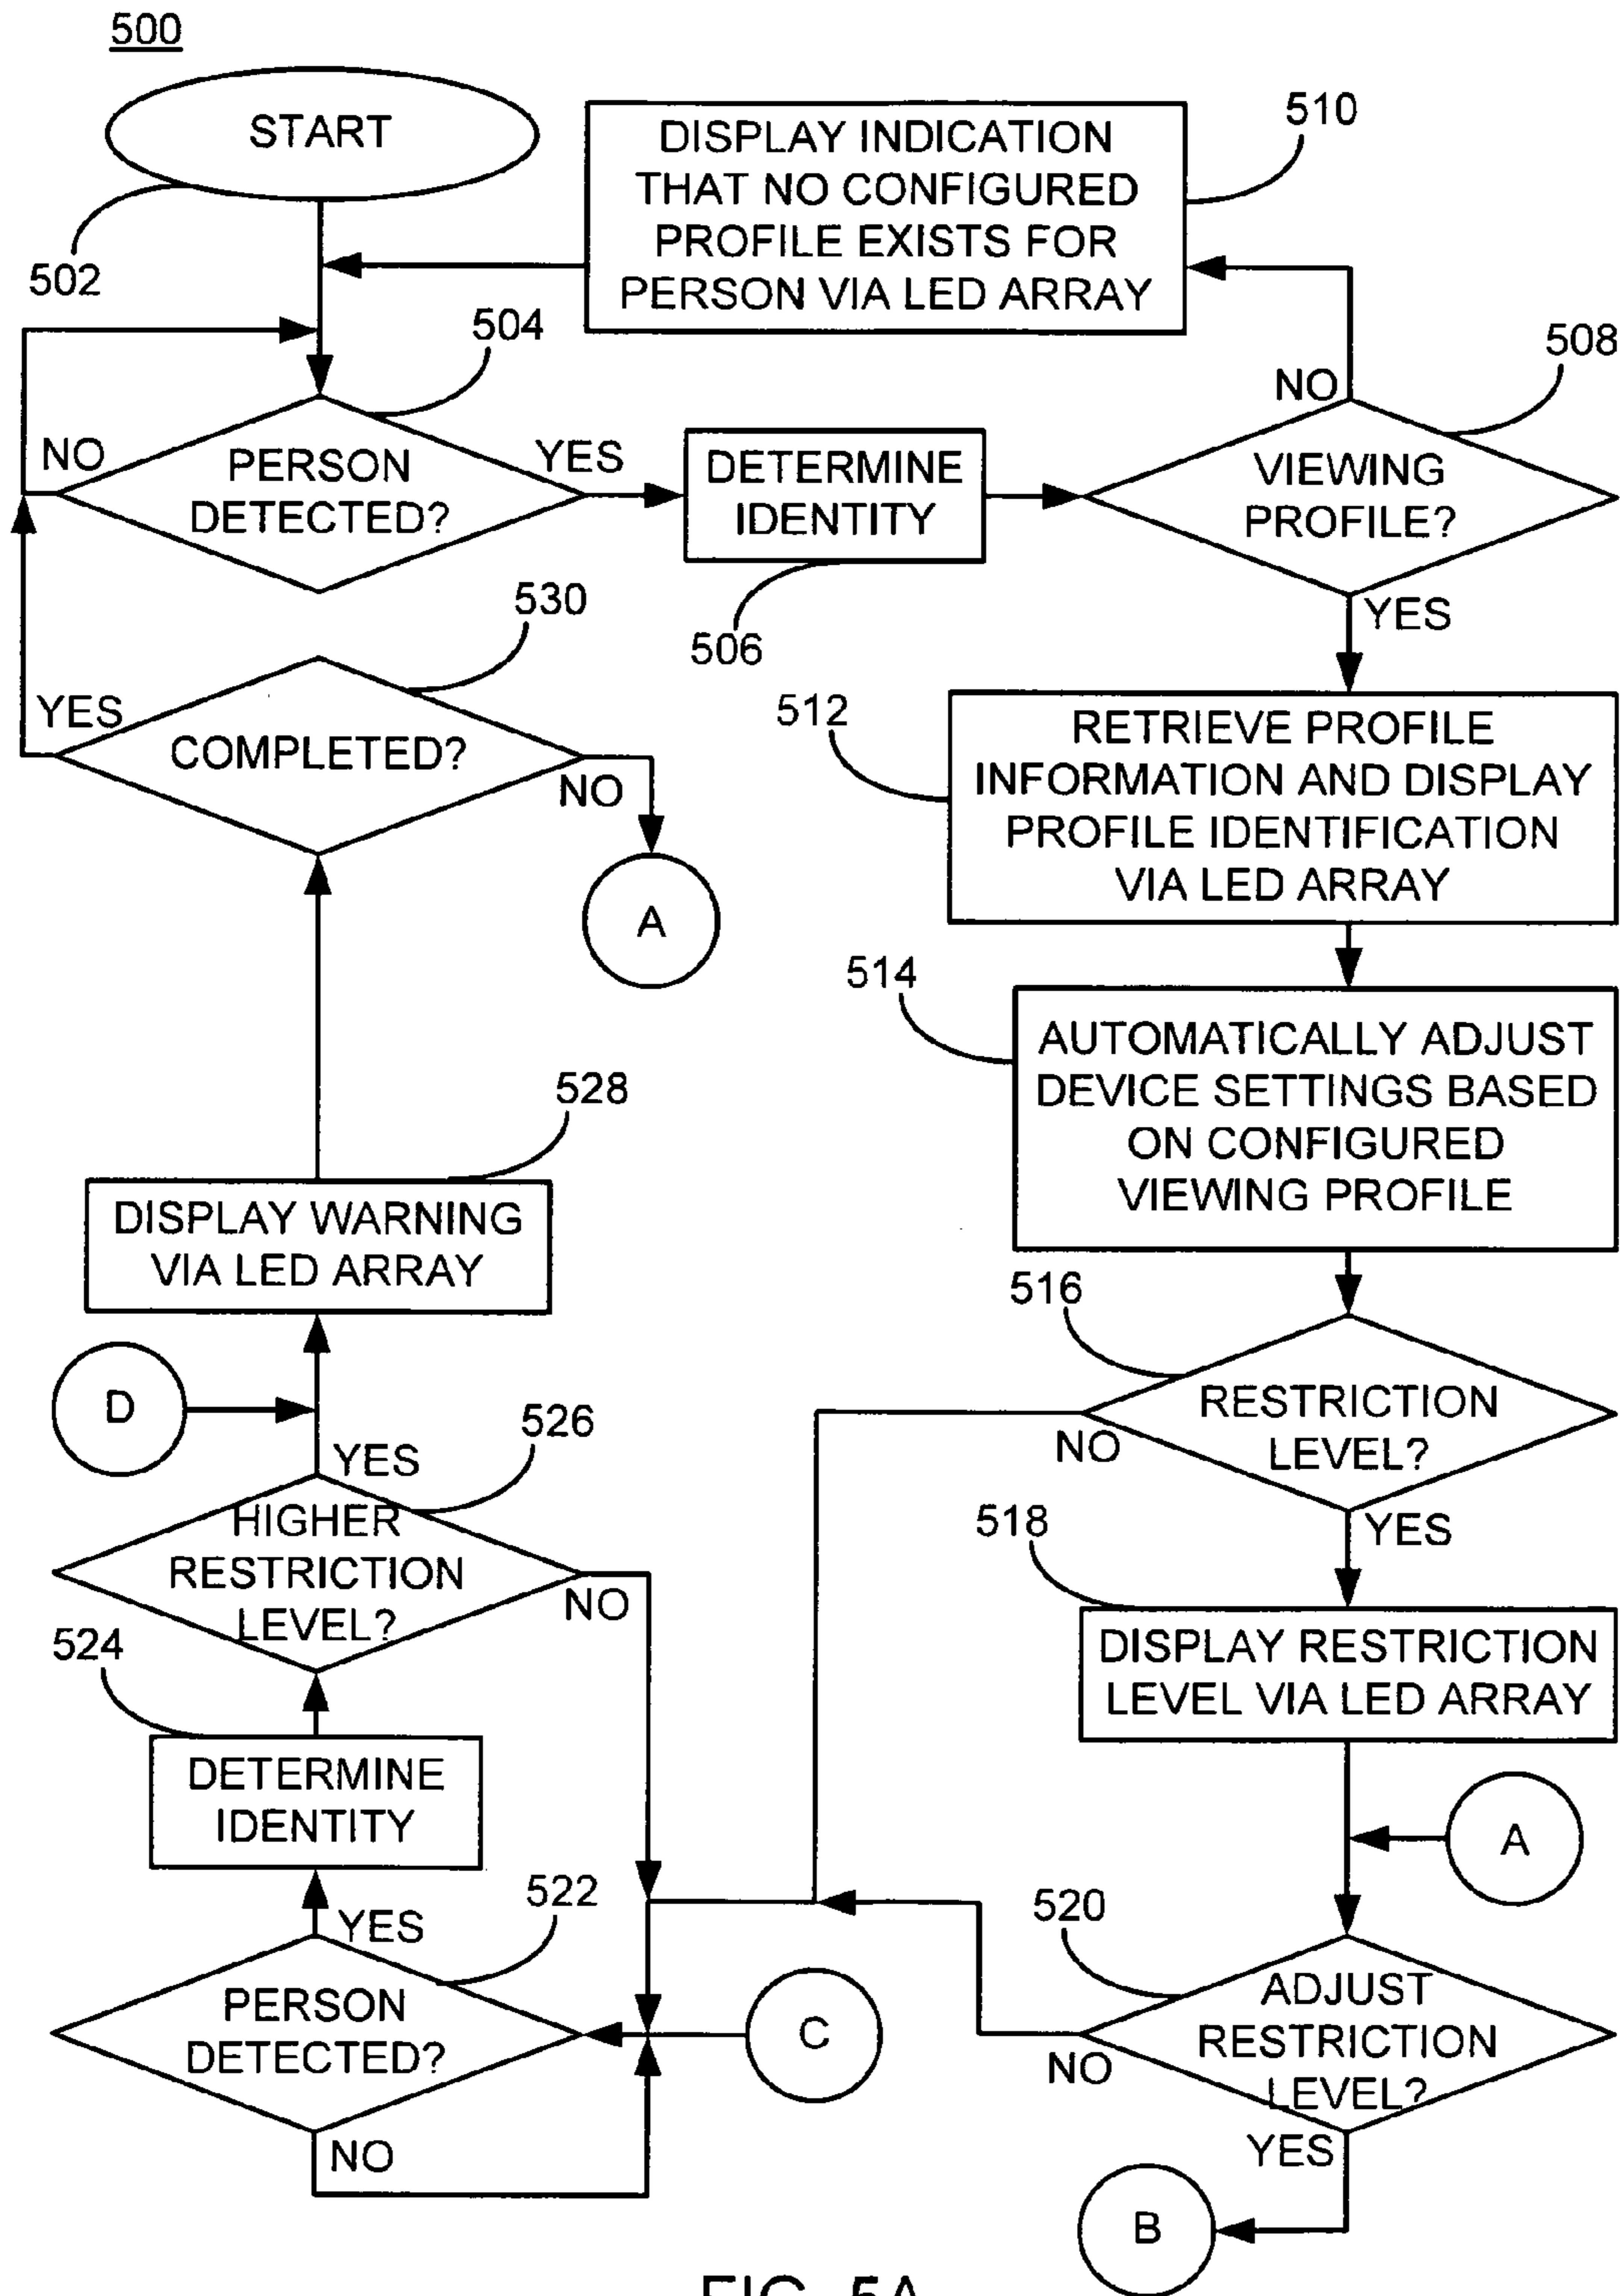 500
START
502
DISPLAY INDICATION
THAT NO CONFIGURED
PROFILE EXISTS FOR
PERSON VIA LED ARRAY
510
504
NO
PERSON
DETECTED?
YES
DETERMINE
IDENTITY
506
508
NO
VIEWING
PROFILE?
YES
530
YES
COMPLETED?
NO
A
512
RETRIEVE PROFILE
INFORMATION AND DISPLAY
PROFILE IDENTIFICATION
VIA LED ARRAY
514
AUTOMATICALLY ADJUST
DEVICE SETTINGS BASED
ON CONFIGURED
VIEWING PROFILE
528
DISPLAY WARNING
VIA LED ARRAY
516
RESTRICTION
LEVEL?
NO
YES
D
526
YES
HIGHER
RESTRICTION
LEVEL?
NO
518
DISPLAY RESTRICTION
LEVEL VIA LED ARRAY
524
DETERMINE
IDENTITY
A
522
YES
PERSON
DETECTED?
NO
C
520
ADJUST
RESTRICTION
LEVEL?
NO
YES
B
FIG. 5A